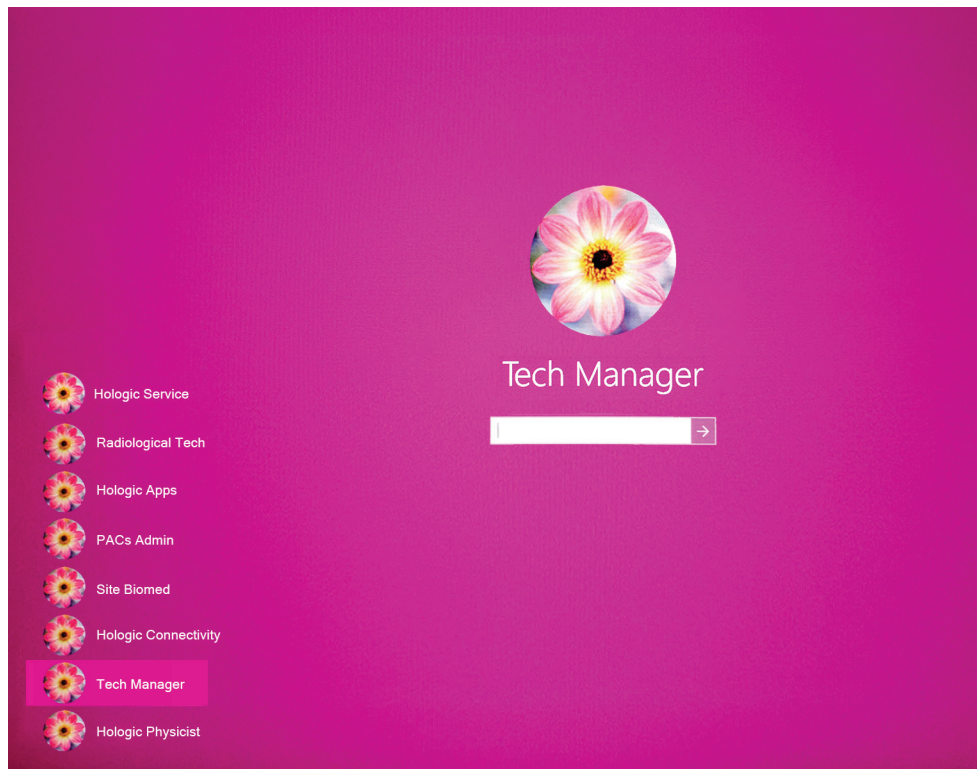 Tech Manager
Hologic Service
Radiological Tech
Hologic Apps
PACs Admin
Site Biomed
Hologic Connectivity
Tech Manager
Hologic Physicist